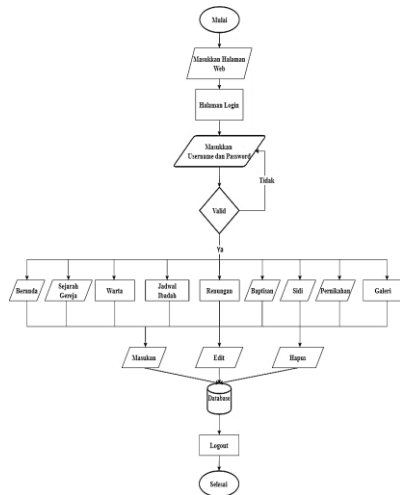 Mulai
Masukkan Halaman
Web
Halaman Login
Masukkan
Username dan Password
Tidak
Valid
Ya
Beranda
Sejarah
Gereja
Warta
Jadwal
Ibadah
Renungan
Baptisan
Sidi
Pernikahan
Galeri
Masukan
Edit
Hapus
Database
Logout
Selesai